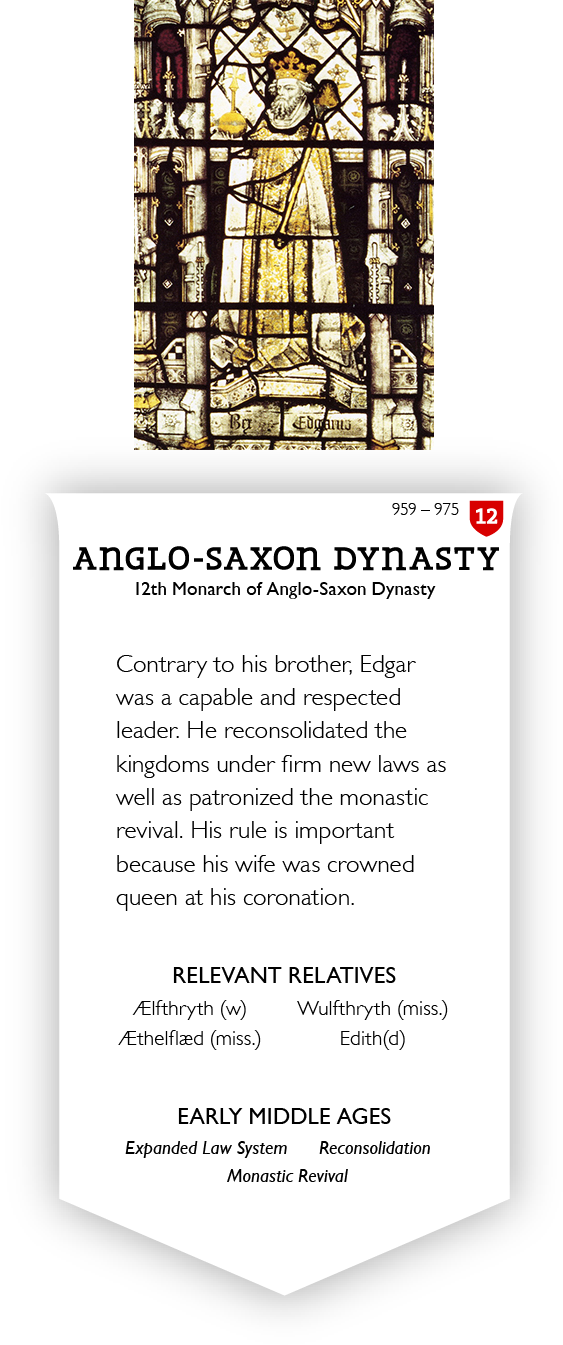 Rex Edgarus
959 – 975 12
ANGLO-SAXON DYNASTY
12th Monarch of Anglo-Saxon Dynasty
Contrary to his brother, Edgar
was a capable and respected
leader. He reconsolidated the
kingdoms under firm new laws as
well as patronized the monastic
revival. His rule is important
because his wife was crowned
queen at his coronation.
RELEVANT RELATIVES
Ælfthryth (w) Wulfthryth (miss.)
Æthelflæd (miss.) Edith(d)
EARLY MIDDLE AGES
Expanded Law System Reconsolidation
Monastic Revival